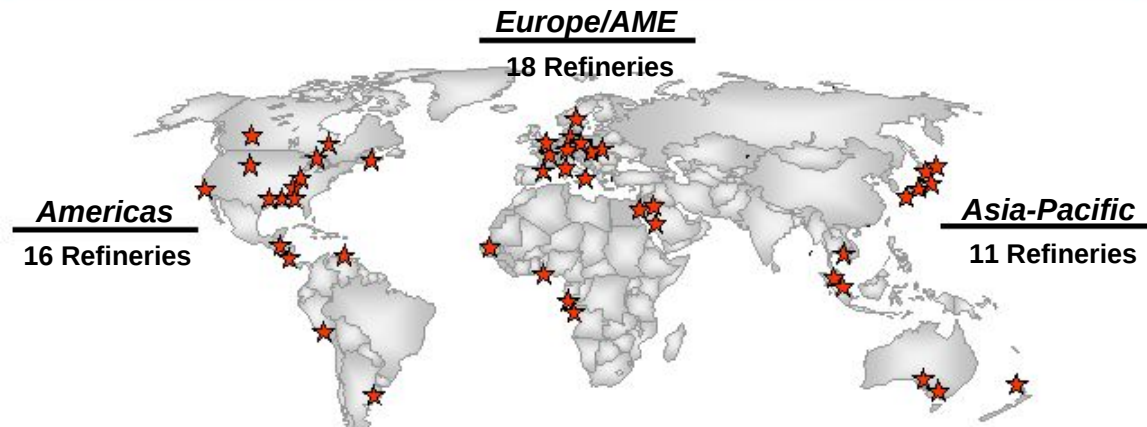 Europe/AME
18 Refineries
Americas
16 Refineries
Asia-Pacific
11 Refineries